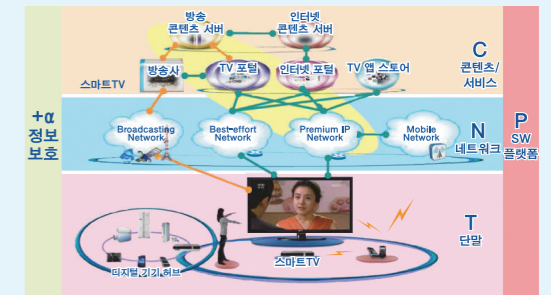 방송
콘텐츠 서버
인터넷
콘텐츠 서버
방송사
TV 포털
인터넷 포털
TV 앱 스토어
스마트TV
C
콘텐츠/
서비스
+α
정보
보호
Broadcasting
Network
Best-effort
Network
Premium IP
Network
Mobile
Network
N
네트워크
P
SW
플랫폼
T
단말
스마트TV
디지털 기기 허브